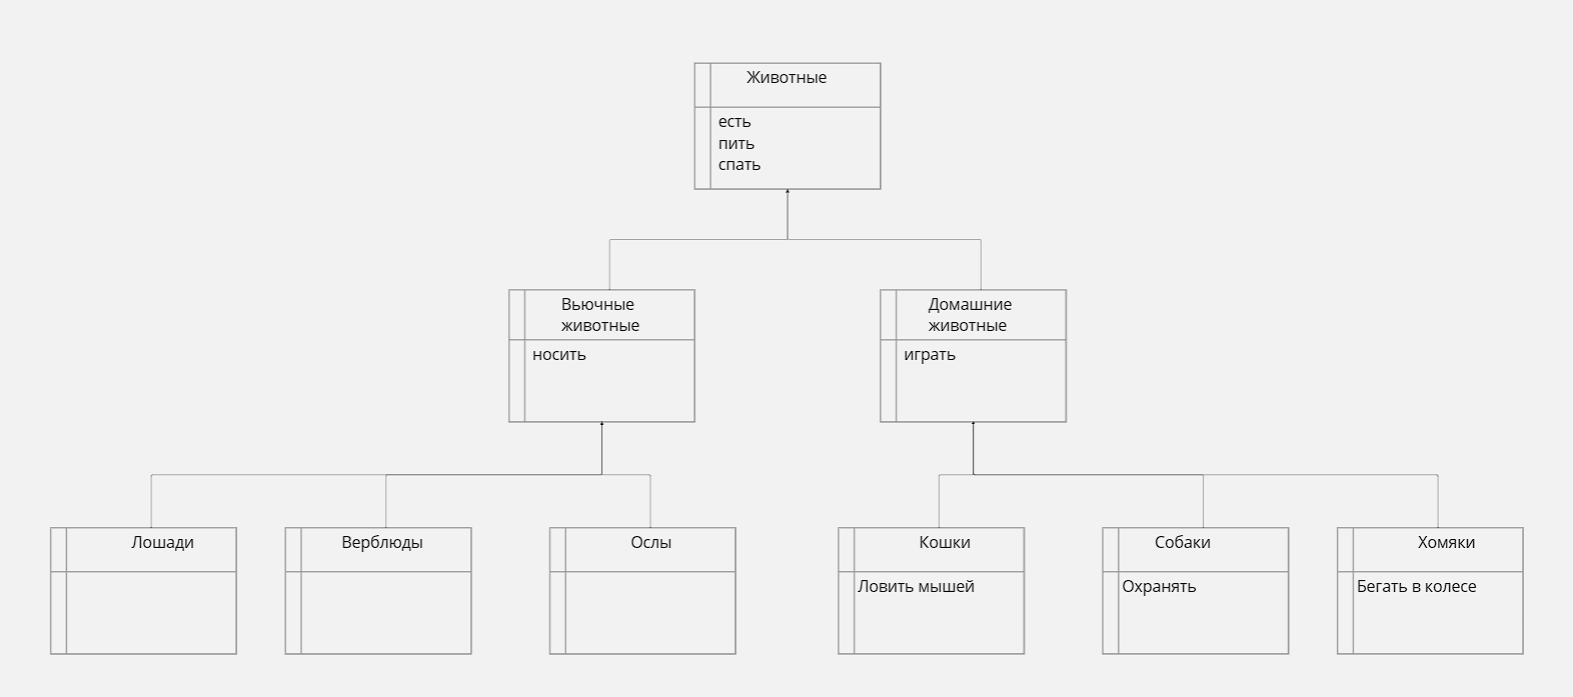 Животные
есть
пить
спать
Вьючные
животные
носить
Домашние
животные
играть
Лошади
Верблюды
Ослы
Кошки
Ловить мышей
Собаки
Охранять
Хомяки
Бегать в колесе